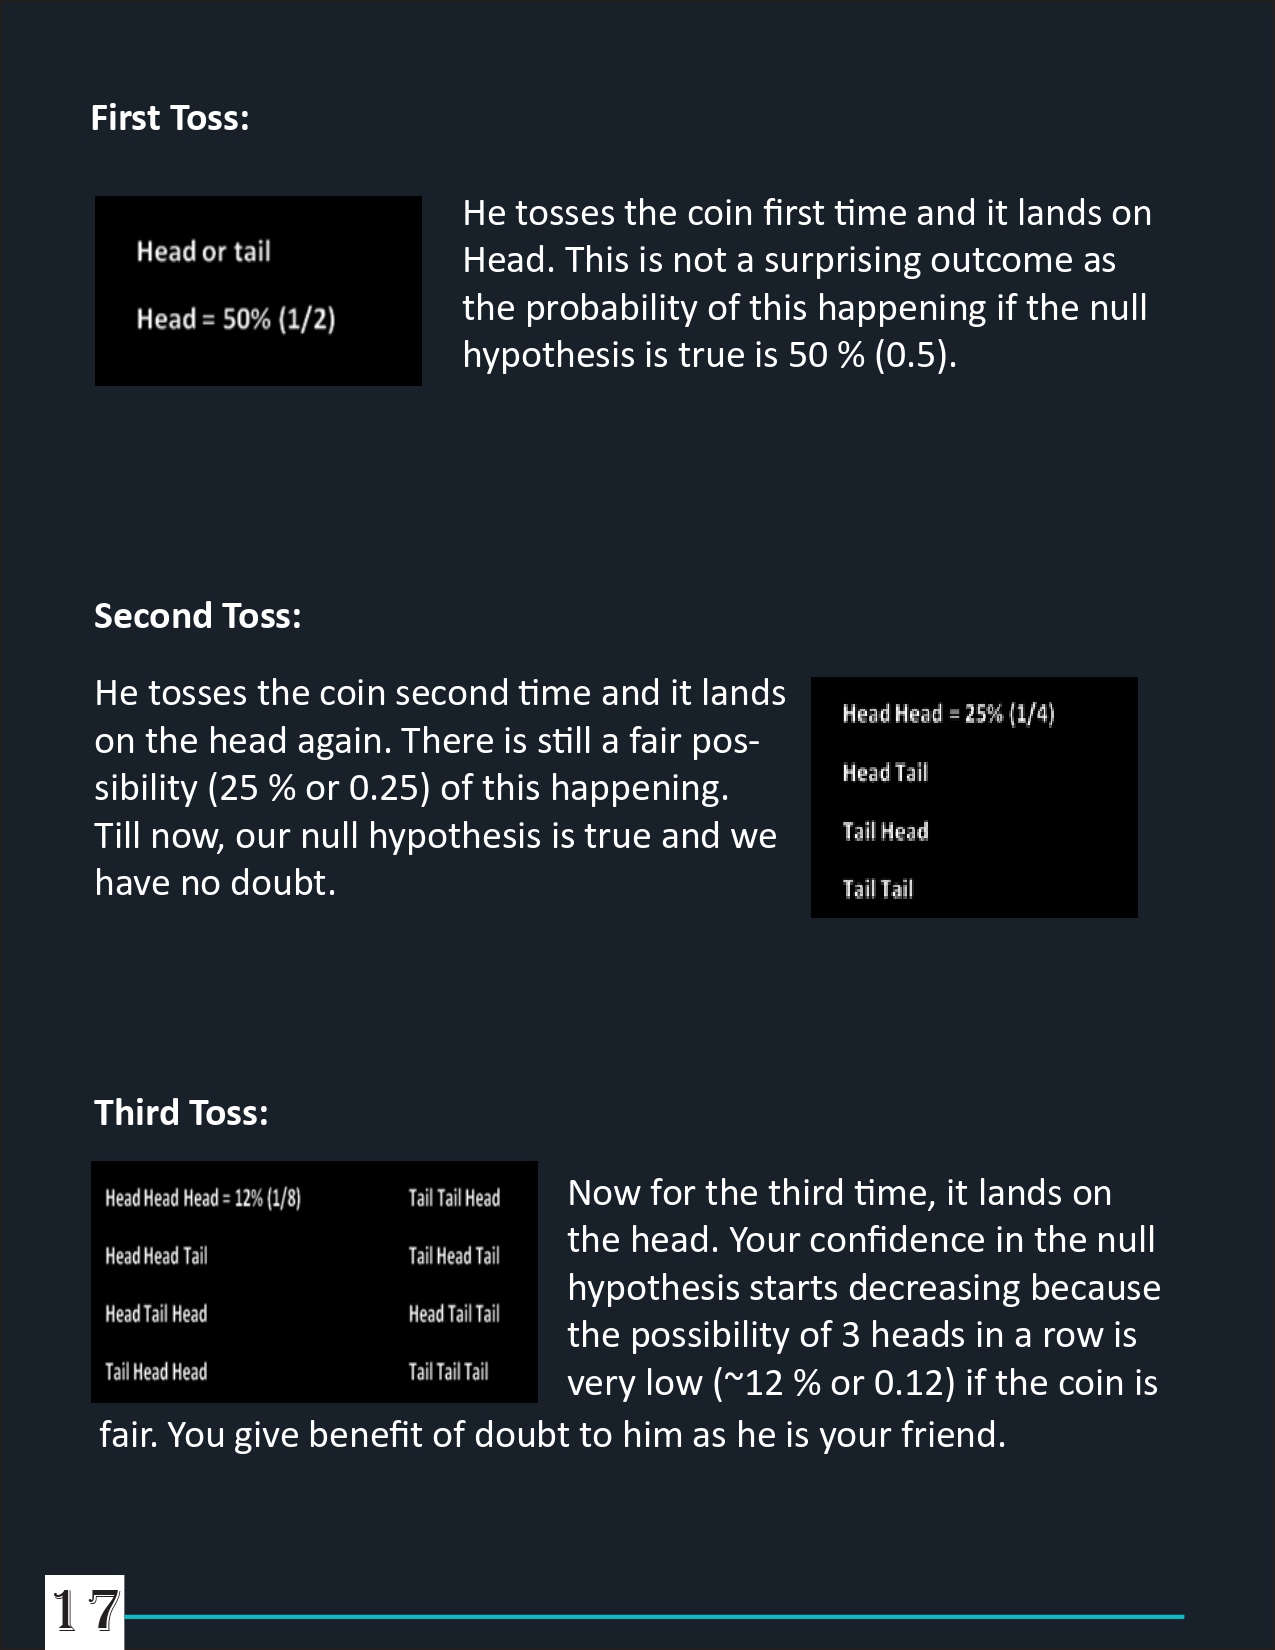 First Toss:
Head or tail
Head = 50% (1/2)
He tosses the coin first time and it lands on
Head. This is not a surprising outcome as
the probability of this happening if the null
hypothesis is true is 50 % (0.5).
Second Toss:
He tosses the coin second time and it lands
on the head again. There is still a fair pos-
sibility (25 % or 0.25) of this happening.
Till now, our null hypothesis is true and we
have no doubt.
Head Head = 25% (1/4)
Head Tail
Tail Head
Tail Tail
Third Toss:
Head Head Head = 12% (1/8)
Head Head Tail
Head Tail Head
Tail Head Head
Tail Tail Head
Tail Head Tail
Head Tail Tail
Tail Tail Tail
Now for the third time, it lands on
the head. Your confidence in the null
hypothesis starts decreasing because
the possibility of 3 heads in a row is
very low (~12 % or 0.12) if the coin is
fair. You give benefit of doubt to him as he is your friend.
17